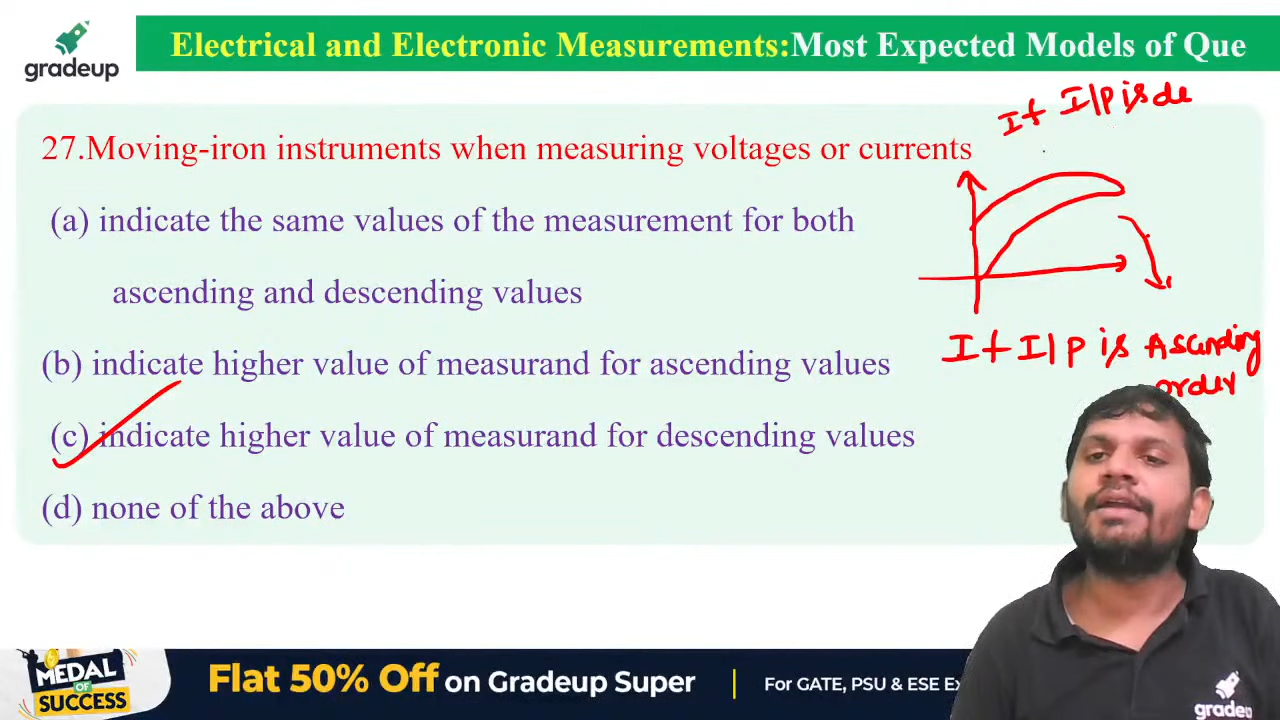 gradeup
Electrical and Electronic Measurements:Most Expected Models of Que
If I/P is de
27.Moving-iron instruments when measuring voltages or currents
(a) indicate the same values of the measurement for both
ascending and descending values
(b) indicate higher value of measurand for ascending values
(c) indicate higher value of measurand for descending values
(d) none of the above
If I/P is Ascending
order
MEDAL
OF
SUCCESS
Flat 50% Off on Gradeup Super
For GATE, PSU & ESE Ex
gradeup